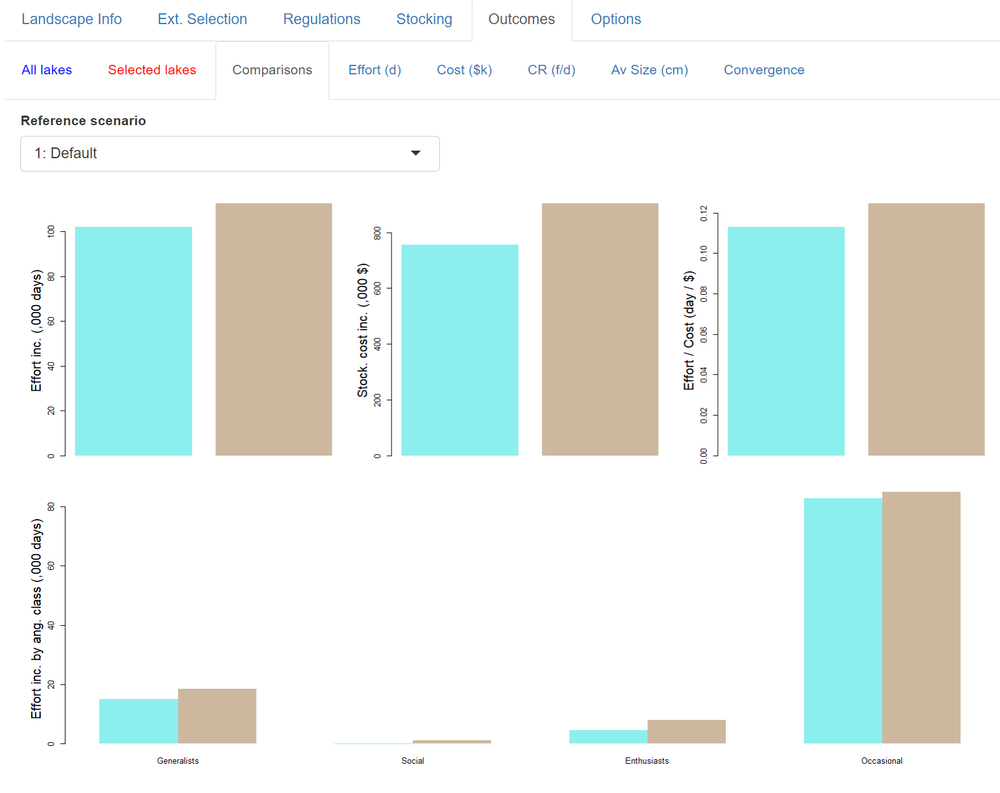 Landscape Info Ext. Selection Regulations Stocking Outcomes Options
All lakes Selected lakes Comparisons Effort (d) Cost ($k) CR (f/d) Av Size (cm) Convergence
Reference scenario
1: Default
Effort inc. (,000 days)
0 20 40 60 80 100
Stock. cost inc. (,000 $)
0 200 400 600 800
Effort / Cost (day / $)
0.00 0.02 0.04 0.06 0.08 0.10 0.12
Effort inc. by ang. class (,000 days)
0 20 40 60 80
Generalists Social Enthusiasts Occasional